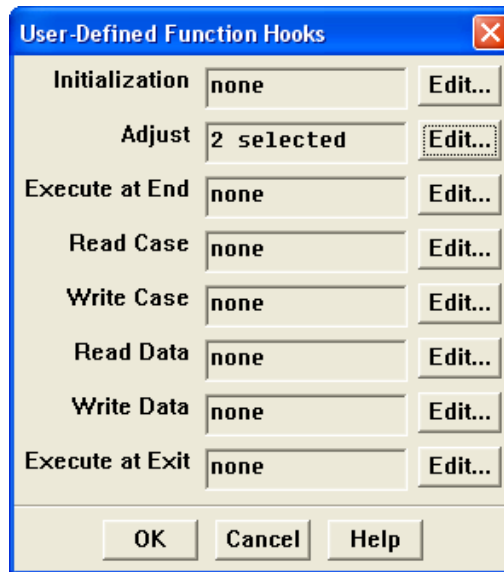 User-Defined Function Hooks
Initialization none Edit...
Adjust 2 selected Edit...
Execute at End none Edit...
Read Case none Edit...
Write Case none Edit...
Read Data none Edit...
Write Data none Edit...
Execute at Exit none Edit...
OK Cancel Help